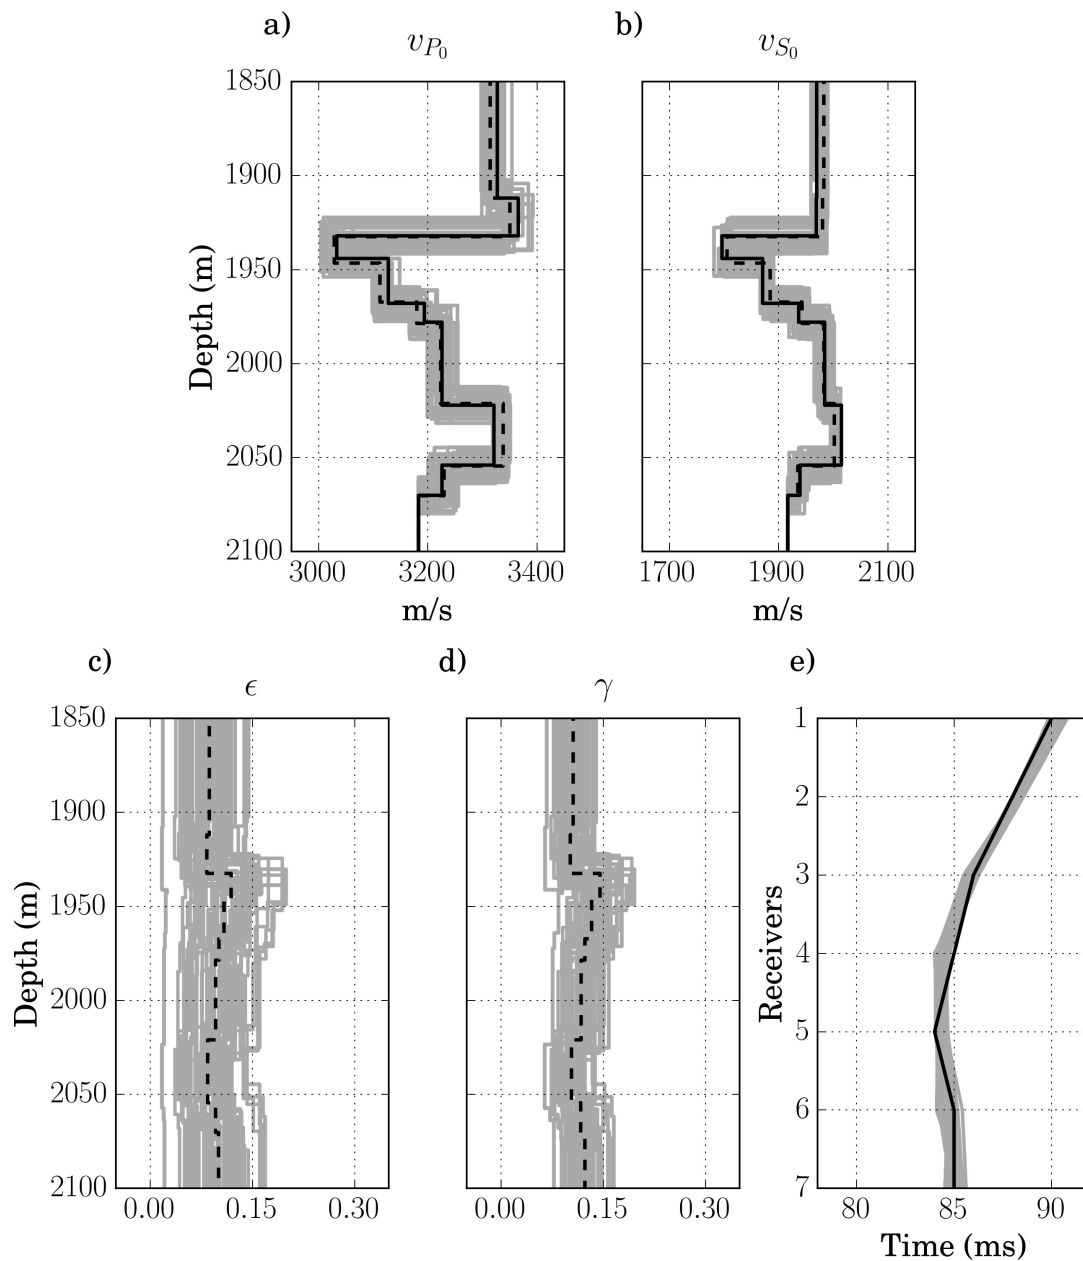 a)
v_{P_0}
b)
v_{S_0}
1850
1900
1950
2000
2050
2100
Depth (m)
3000 3200 3400
m/s
1700 1900 2100
m/s
c)
ϵ
d)
γ
e)
1850
1900
1950
2000
2050
2100
Depth (m)
0.00 0.15 0.30
0.00 0.15 0.30
1
2
3
4
5
6
7
Receivers
80 85 90
Time (ms)